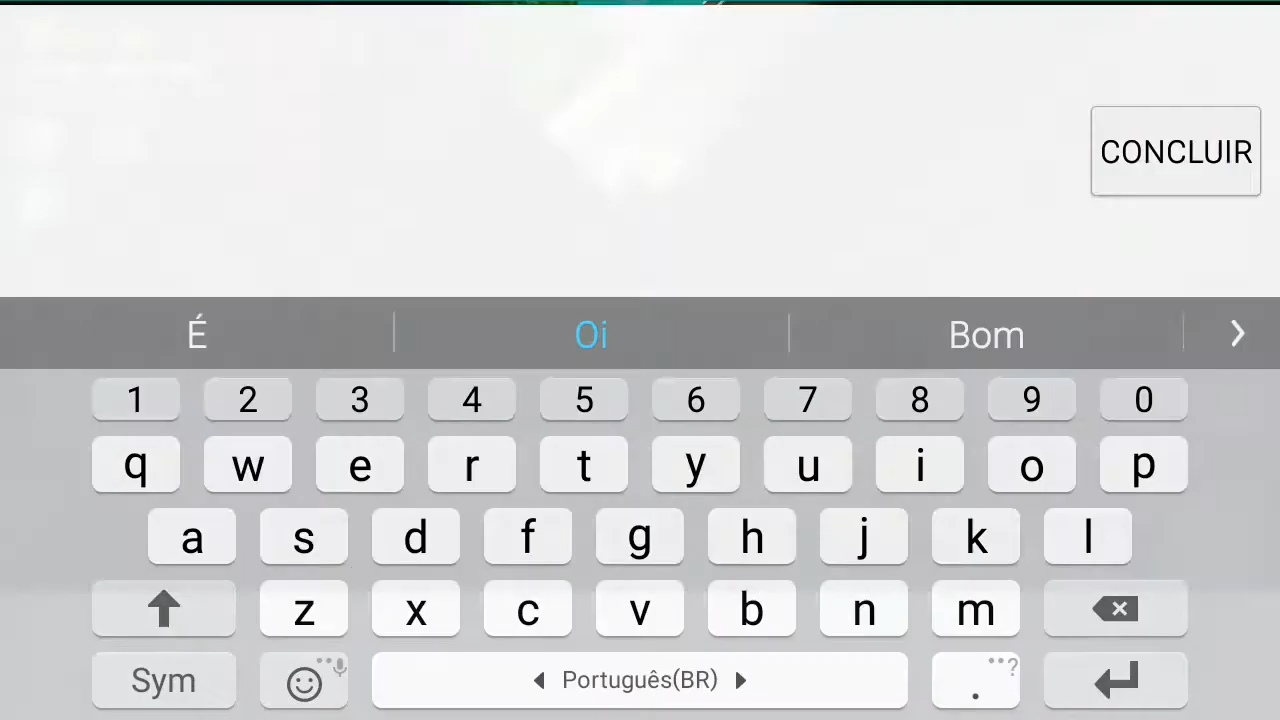 CONCLUIR
É Oi Bom
1 2 3 4 5 6 7 8 9 0
q w e r t y u i o p
a s d f g h j k l
z x c v b n m
Sym Português(BR) . ?